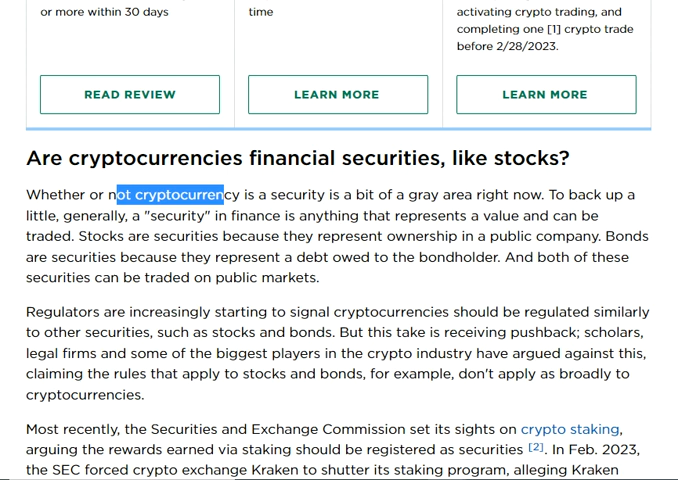 or more within 30 days
time
activating crypto trading, and
completing one [1] crypto trade
before 2/28/2023.
READ REVIEW
LEARN MORE
LEARN MORE
Are cryptocurrencies financial securities, like stocks?
Whether or not cryptocurrency is a security is a bit of a gray area right now. To back up a
little, generally, a "security" in finance is anything that represents a value and can be
traded. Stocks are securities because they represent ownership in a public company. Bonds
are securities because they represent a debt owed to the bondholder. And both of these
securities can be traded on public markets.
Regulators are increasingly starting to signal cryptocurrencies should be regulated similarly
to other securities, such as stocks and bonds. But this take is receiving pushback; scholars,
legal firms and some of the biggest players in the crypto industry have argued against this,
claiming the rules that apply to stocks and bonds, for example, don't apply as broadly to
cryptocurrencies.
Most recently, the Securities and Exchange Commission set its sights on crypto staking,
arguing the rewards earned via staking should be registered as securities [2]. In Feb. 2023,
the SEC forced crypto exchange Kraken to shutter its staking program, alleging Kraken